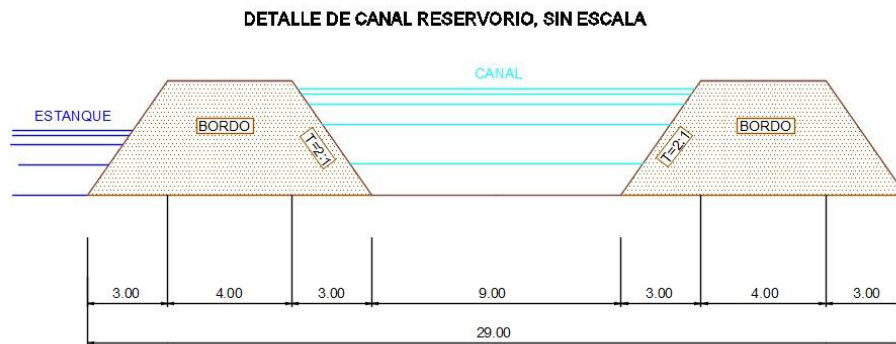 DETALLE DE CANAL RESERVORIO, SIN ESCALA
CANAL
ESTANQUE
BORDO
BORDO
T=2:1
T=2:1
3.00
4.00
3.00
9.00
3.00
4.00
3.00
29.00